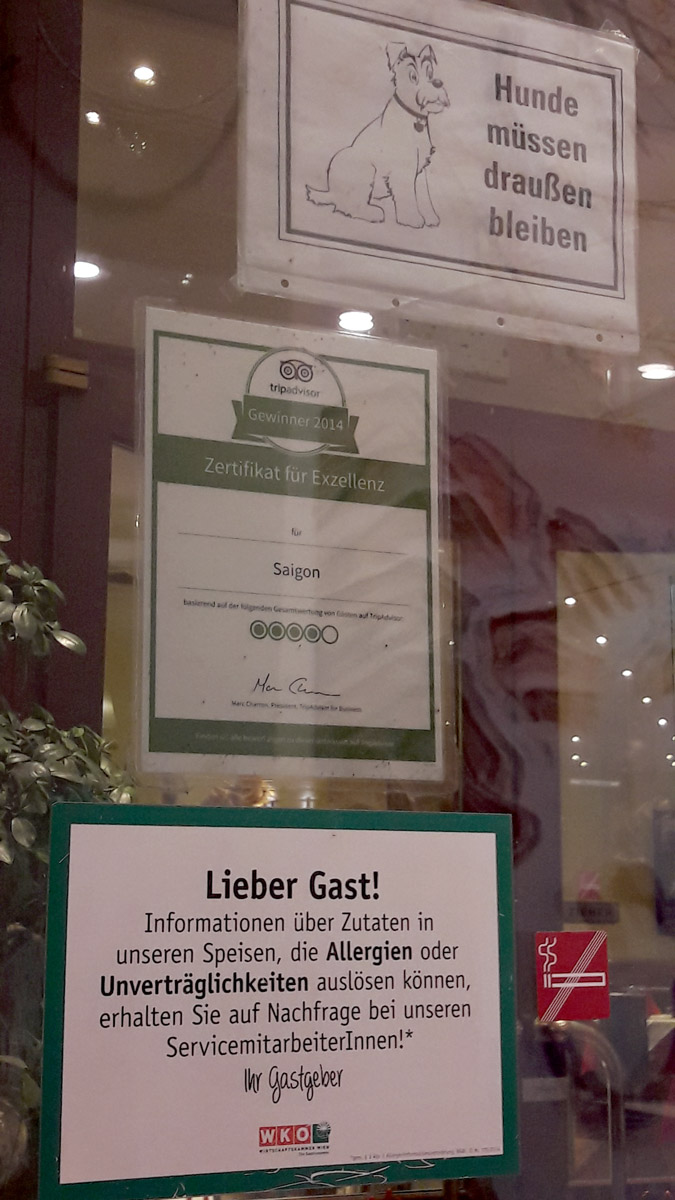 Hunde
müssen
draußen
bleiben
tripadvisor
Gewinner 2014
Zertifikat für Exzellenz
für
Saigon
basierend auf der folgenden Gesamtwertung von Gästen auf TripAdvisor:
Lieber Gast!
Informationen über Zutaten in
unseren Speisen, die Allergien oder
Unverträglichkeiten auslösen können,
erhalten Sie auf Nachfrage bei unseren
ServicemitarbeiterInnen!*
Ihr Gastgeber
WKO
WIRTSCHAFTSKAMMER WIEN